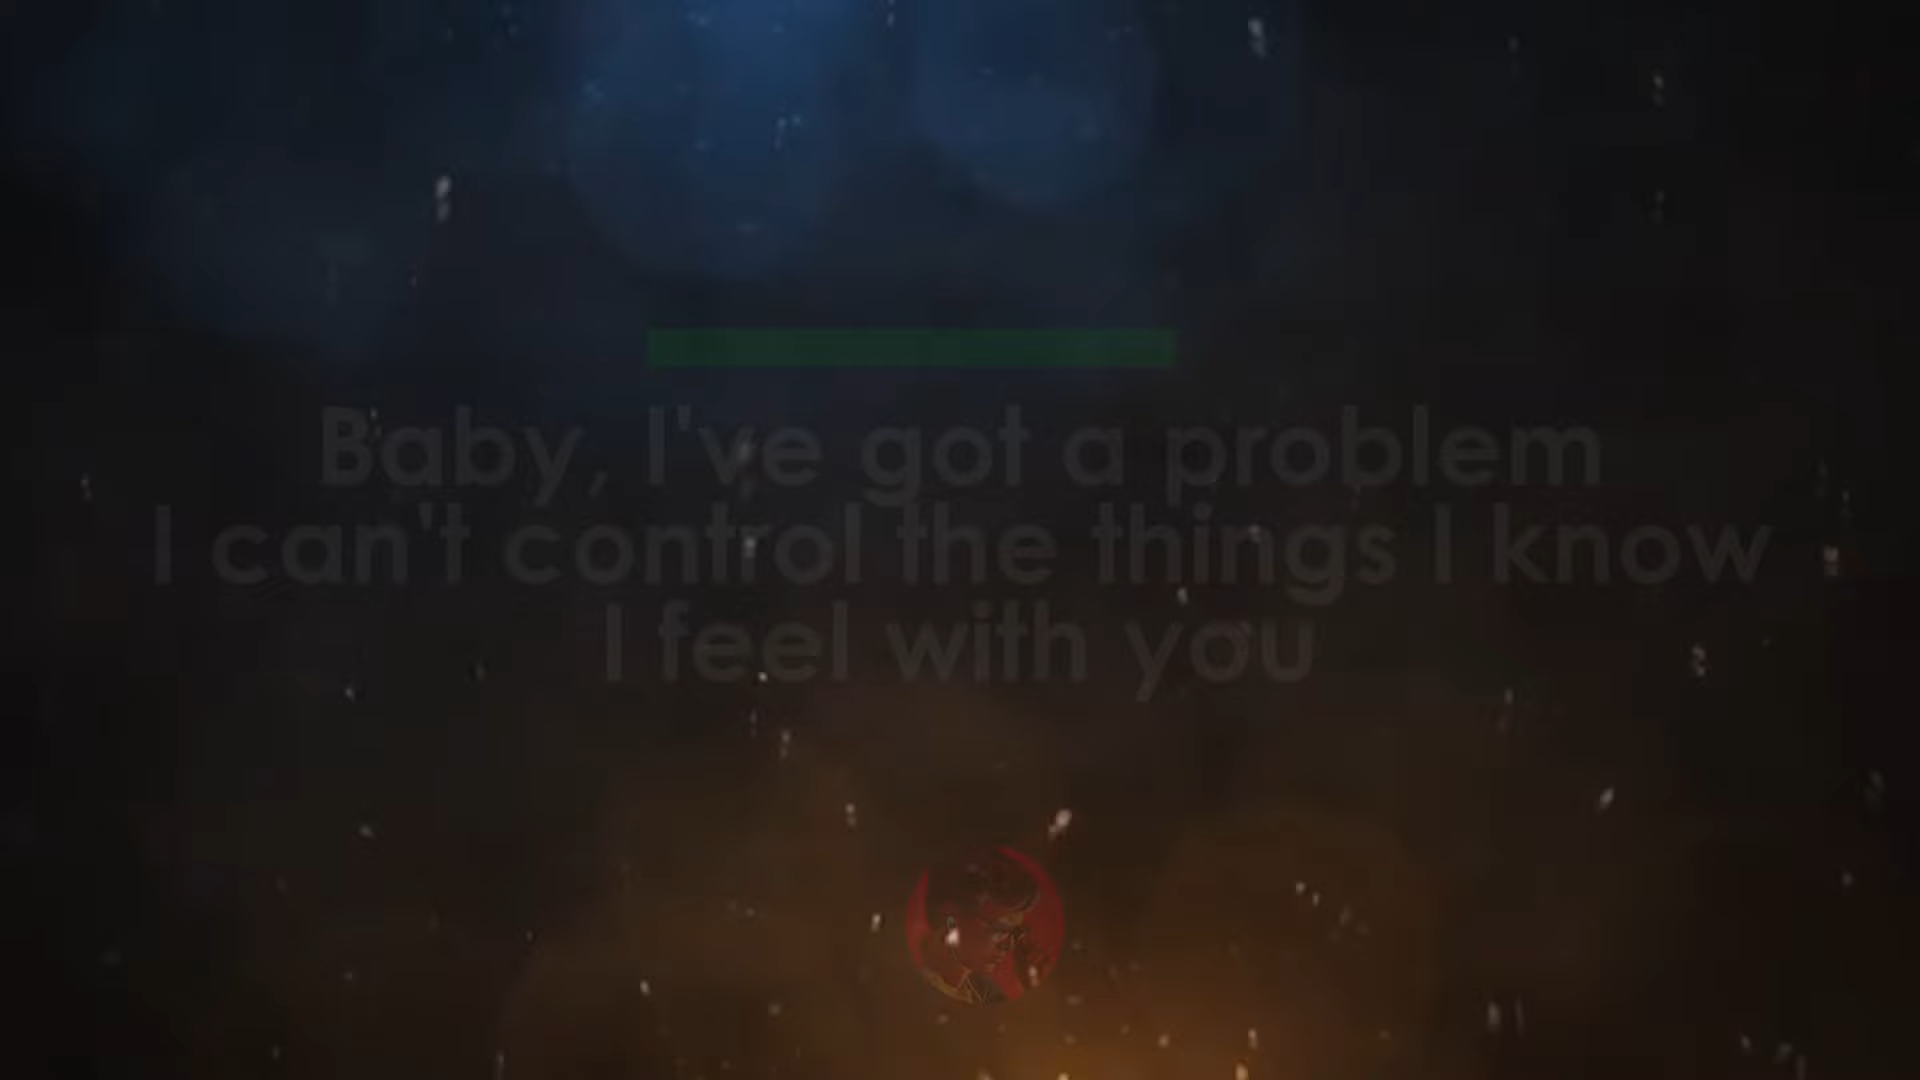 Baby, I've got a problem
I can't control the things I know
I feel with you